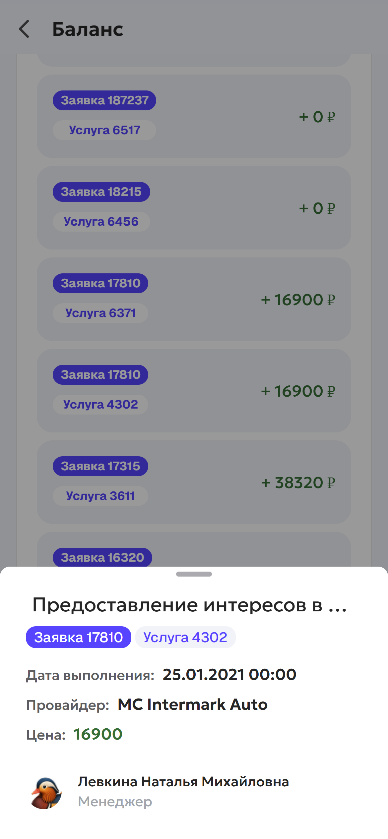 Баланс
Заявка 187237
Услуга 6517
+ 0 ₽
Заявка 18215
Услуга 6456
+ 0 ₽
Заявка 17810
Услуга 6371
+ 16900 ₽
Заявка 17810
Услуга 4302
+ 16900 ₽
Заявка 17315
Услуга 3611
+ 38320 ₽
Заявка 16320
Предоставление интересов в ...
Заявка 17810 Услуга 4302
Дата выполнения: 25.01.2021 00:00
Провайдер: MC Intermark Auto
Цена: 16900
Левкина Наталья Михайловна
Менеджер